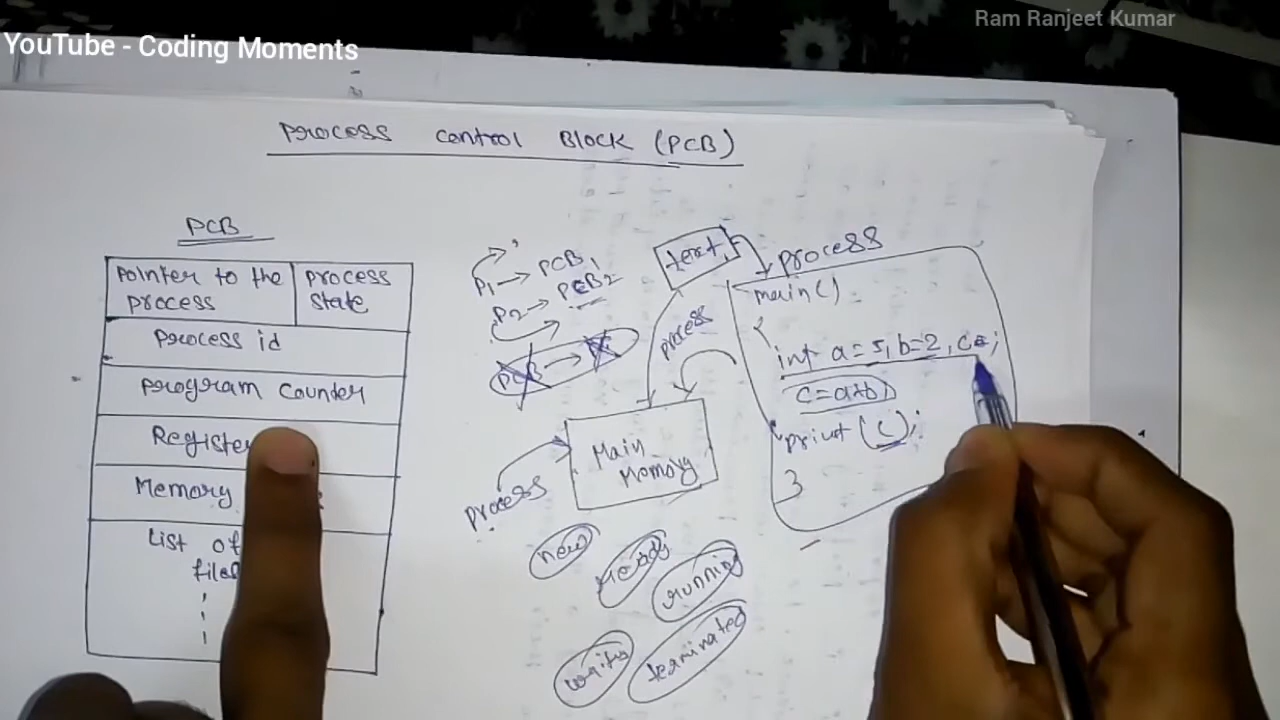 Ram Ranjeet Kumar
YouTube - Coding Moments
Process Control Block (PCB)
PCB
Pointer to the process
Process state
Process id
Program Counter
Register
Memory
List of
files
P1 → PCB1
P2 → PCB2
PCB →
text
process
process
main()
{
int a = 5, b = 2, c;
c = a+b;
print (c);
}
Main
Memory
process
new
ready
running
waiting
terminated